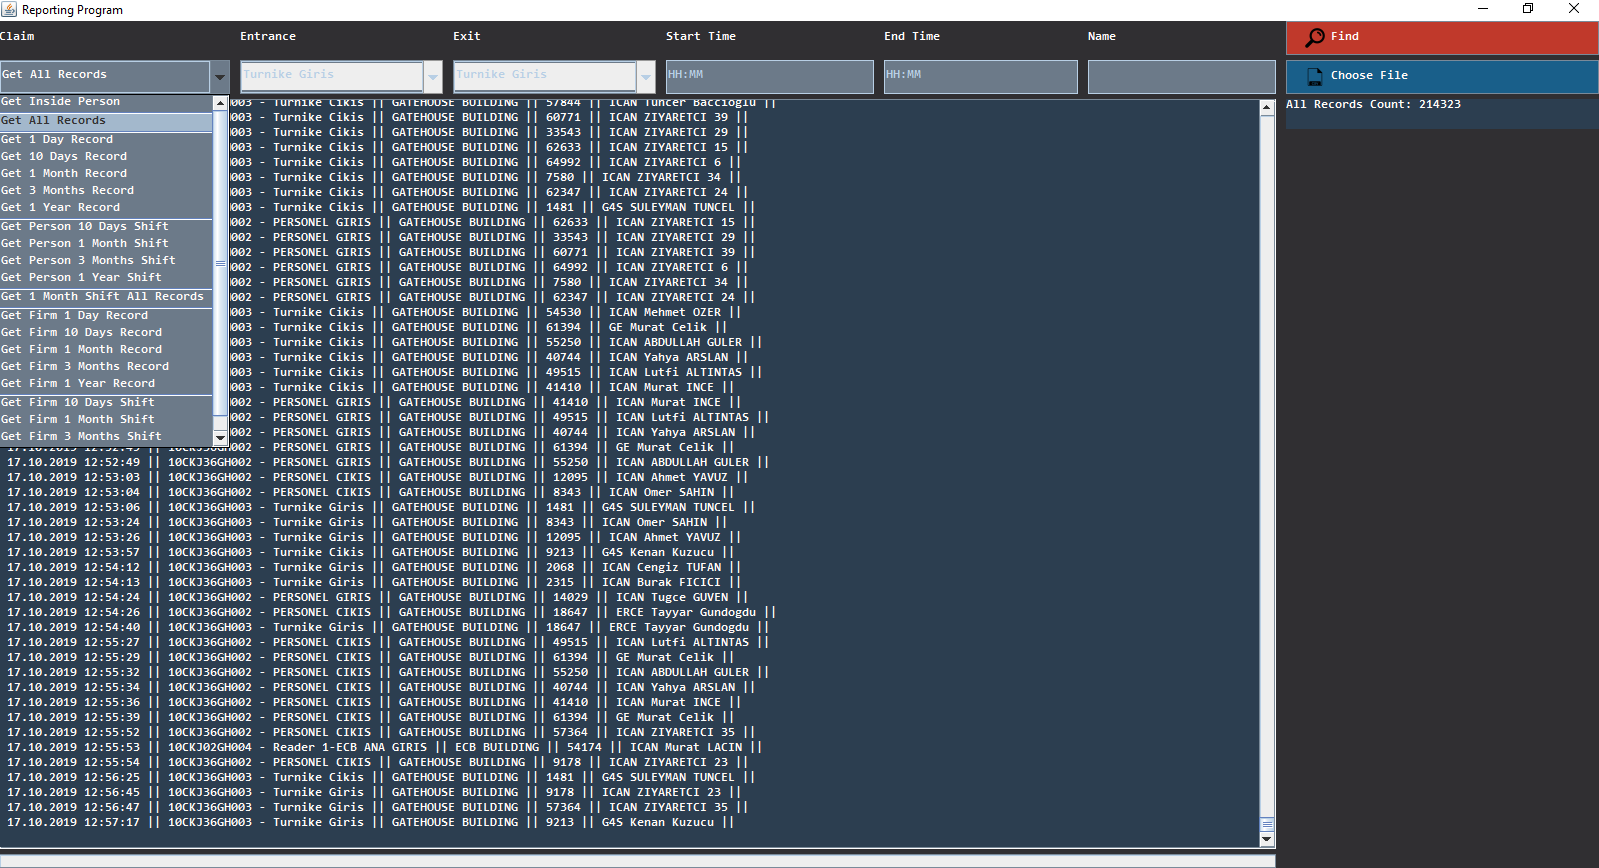 Reporting Program
Claim Entrance Exit Start Time End Time Name Find
Get All Records Turnike Giris Turnike Giris HH:MM HH:MM Choose File
All Records Count: 214323
Get Inside Person
Get All Records
Get 1 Day Record
Get 10 Days Record
Get 1 Month Record
Get 3 Months Record
Get 1 Year Record
Get Person 10 Days Shift
Get Person 1 Month Shift
Get Person 3 Months Shift
Get Person 1 Year Shift
Get 1 Month Shift All Records
Get Firm 1 Day Record
Get Firm 10 Days Record
Get Firm 1 Month Record
Get Firm 3 Months Record
Get Firm 1 Year Record
Get Firm 10 Days Shift
Get Firm 1 Month Shift
Get Firm 3 Months Shift
003 - Turnike Cikis || GATEHOUSE BUILDING || 57844 || ICAN Tuncer Baccioglu ||
003 - Turnike Cikis || GATEHOUSE BUILDING || 60771 || ICAN ZIYARETCI 39 ||
003 - Turnike Cikis || GATEHOUSE BUILDING || 33543 || ICAN ZIYARETCI 29 ||
003 - Turnike Cikis || GATEHOUSE BUILDING || 62633 || ICAN ZIYARETCI 15 ||
003 - Turnike Cikis || GATEHOUSE BUILDING || 64992 || ICAN ZIYARETCI 6 ||
003 - Turnike Cikis || GATEHOUSE BUILDING || 7580 || ICAN ZIYARETCI 34 ||
003 - Turnike Cikis || GATEHOUSE BUILDING || 62347 || ICAN ZIYARETCI 24 ||
003 - Turnike Cikis || GATEHOUSE BUILDING || 1481 || G4S SULEYMAN TUNCEL ||
002 - PERSONEL GIRIS || GATEHOUSE BUILDING || 62633 || ICAN ZIYARETCI 15 ||
002 - PERSONEL GIRIS || GATEHOUSE BUILDING || 33543 || ICAN ZIYARETCI 29 ||
002 - PERSONEL GIRIS || GATEHOUSE BUILDING || 60771 || ICAN ZIYARETCI 39 ||
002 - PERSONEL GIRIS || GATEHOUSE BUILDING || 64992 || ICAN ZIYARETCI 6 ||
002 - PERSONEL GIRIS || GATEHOUSE BUILDING || 7580 || ICAN ZIYARETCI 34 ||
002 - PERSONEL GIRIS || GATEHOUSE BUILDING || 62347 || ICAN ZIYARETCI 24 ||
003 - Turnike Cikis || GATEHOUSE BUILDING || 54530 || ICAN Mehmet OZER ||
003 - Turnike Cikis || GATEHOUSE BUILDING || 61394 || GE Murat Celik ||
003 - Turnike Cikis || GATEHOUSE BUILDING || 55250 || ICAN ABDULLAH GULER ||
003 - Turnike Cikis || GATEHOUSE BUILDING || 40744 || ICAN Yahya ARSLAN ||
003 - Turnike Cikis || GATEHOUSE BUILDING || 49515 || ICAN Lutfi ALTINTAS ||
003 - Turnike Cikis || GATEHOUSE BUILDING || 41410 || ICAN Murat INCE ||
002 - PERSONEL GIRIS || GATEHOUSE BUILDING || 41410 || ICAN Murat INCE ||
002 - PERSONEL GIRIS || GATEHOUSE BUILDING || 49515 || ICAN Lutfi ALTINTAS ||
002 - PERSONEL GIRIS || GATEHOUSE BUILDING || 40744 || ICAN Yahya ARSLAN ||
002 - PERSONEL GIRIS || GATEHOUSE BUILDING || 61394 || GE Murat Celik ||
17.10.2019 12:52:49 || 10CKJ36GH002 - PERSONEL GIRIS || GATEHOUSE BUILDING || 55250 || ICAN ABDULLAH GULER ||
17.10.2019 12:53:03 || 10CKJ36GH002 - PERSONEL CIKIS || GATEHOUSE BUILDING || 12095 || ICAN Ahmet YAVUZ ||
17.10.2019 12:53:04 || 10CKJ36GH002 - PERSONEL CIKIS || GATEHOUSE BUILDING || 8343 || ICAN Omer SAHIN ||
17.10.2019 12:53:06 || 10CKJ36GH003 - Turnike Giris || GATEHOUSE BUILDING || 1481 || G4S SULEYMAN TUNCEL ||
17.10.2019 12:53:24 || 10CKJ36GH003 - Turnike Giris || GATEHOUSE BUILDING || 8343 || ICAN Omer SAHIN ||
17.10.2019 12:53:26 || 10CKJ36GH003 - Turnike Giris || GATEHOUSE BUILDING || 12095 || ICAN Ahmet YAVUZ ||
17.10.2019 12:53:57 || 10CKJ36GH003 - Turnike Cikis || GATEHOUSE BUILDING || 9213 || G4S Kenan Kuzucu ||
17.10.2019 12:54:12 || 10CKJ36GH003 - Turnike Giris || GATEHOUSE BUILDING || 2068 || ICAN Cengiz TUFAN ||
17.10.2019 12:54:13 || 10CKJ36GH003 - Turnike Giris || GATEHOUSE BUILDING || 2315 || ICAN Burak FICICI ||
17.10.2019 12:54:24 || 10CKJ36GH002 - PERSONEL GIRIS || GATEHOUSE BUILDING || 14029 || ICAN Tugce GUVEN ||
17.10.2019 12:54:26 || 10CKJ36GH002 - PERSONEL CIKIS || GATEHOUSE BUILDING || 18647 || ERCE Tayyar Gundogdu ||
17.10.2019 12:54:40 || 10CKJ36GH003 - Turnike Giris || GATEHOUSE BUILDING || 18647 || ERCE Tayyar Gundogdu ||
17.10.2019 12:55:27 || 10CKJ36GH002 - PERSONEL CIKIS || GATEHOUSE BUILDING || 49515 || ICAN Lutfi ALTINTAS ||
17.10.2019 12:55:29 || 10CKJ36GH002 - PERSONEL CIKIS || GATEHOUSE BUILDING || 61394 || GE Murat Celik ||
17.10.2019 12:55:32 || 10CKJ36GH002 - PERSONEL CIKIS || GATEHOUSE BUILDING || 55250 || ICAN ABDULLAH GULER ||
17.10.2019 12:55:34 || 10CKJ36GH002 - PERSONEL CIKIS || GATEHOUSE BUILDING || 40744 || ICAN Yahya ARSLAN ||
17.10.2019 12:55:36 || 10CKJ36GH002 - PERSONEL CIKIS || GATEHOUSE BUILDING || 41410 || ICAN Murat INCE ||
17.10.2019 12:55:39 || 10CKJ36GH002 - PERSONEL CIKIS || GATEHOUSE BUILDING || 61394 || GE Murat Celik ||
17.10.2019 12:55:52 || 10CKJ36GH002 - PERSONEL CIKIS || GATEHOUSE BUILDING || 57364 || ICAN ZIYARETCI 35 ||
17.10.2019 12:55:53 || 10CKJ02GH004 - Reader 1-ECB ANA GIRIS || ECB BUILDING || 54174 || ICAN Murat LACIN ||
17.10.2019 12:55:54 || 10CKJ36GH002 - PERSONEL CIKIS || GATEHOUSE BUILDING || 9178 || ICAN ZIYARETCI 23 ||
17.10.2019 12:56:25 || 10CKJ36GH003 - Turnike Cikis || GATEHOUSE BUILDING || 1481 || G4S SULEYMAN TUNCEL ||
17.10.2019 12:56:45 || 10CKJ36GH003 - Turnike Giris || GATEHOUSE BUILDING || 9178 || ICAN ZIYARETCI 23 ||
17.10.2019 12:56:47 || 10CKJ36GH003 - Turnike Giris || GATEHOUSE BUILDING || 57364 || ICAN ZIYARETCI 35 ||
17.10.2019 12:57:17 || 10CKJ36GH003 - Turnike Giris || GATEHOUSE BUILDING || 9213 || G4S Kenan Kuzucu ||